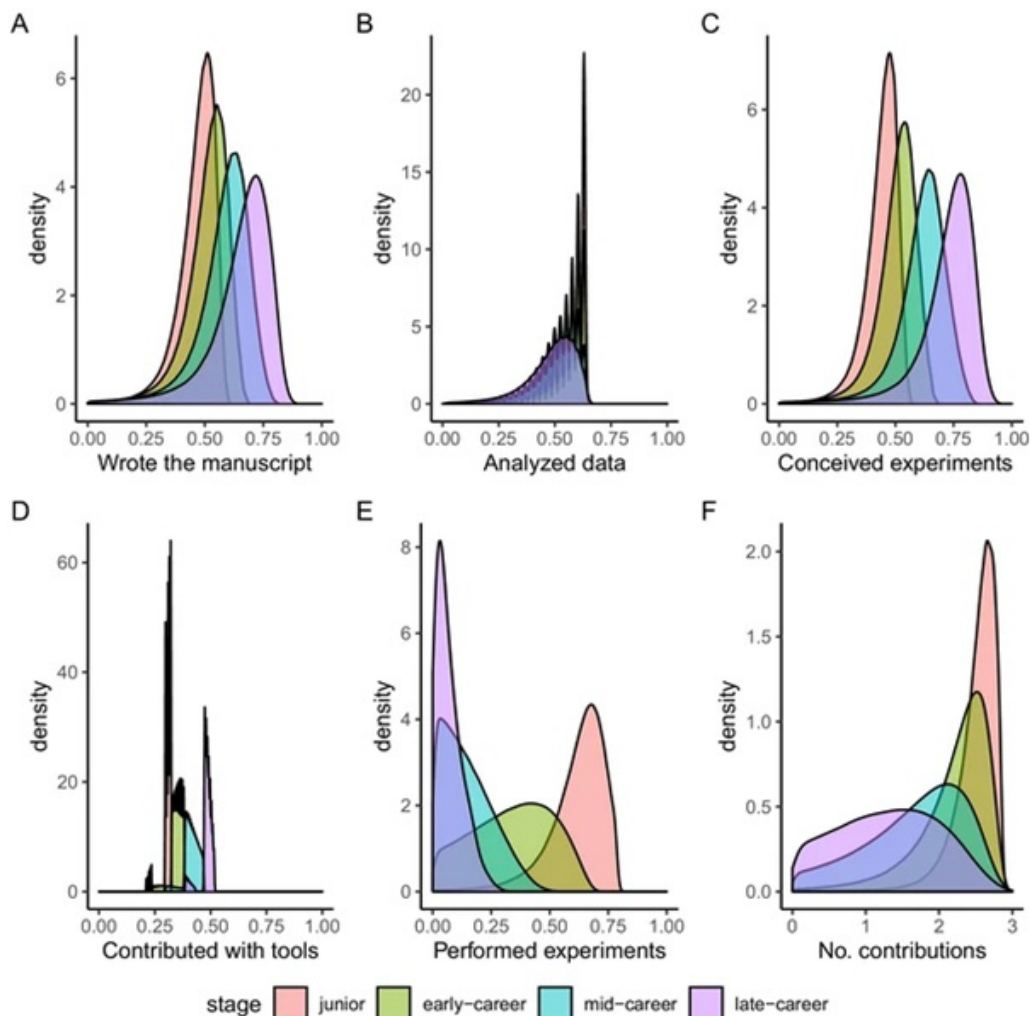 A
density
6
4
2
0
0.00 0.25 0.50 0.75 1.00
Wrote the manuscript
B
density
20
15
10
5
0
0.00 0.25 0.50 0.75 1.00
Analyzed data
C
density
6
4
2
0
0.00 0.25 0.50 0.75 1.00
Conceived experiments
D
density
60
40
20
0
0.00 0.25 0.50 0.75 1.00
Contributed with tools
E
density
8
6
4
2
0
0.00 0.25 0.50 0.75 1.00
Performed experiments
F
density
2.0
1.5
1.0
0.5
0.0
0 1 2 3
No. contributions
stage junior early−career mid−career late−career